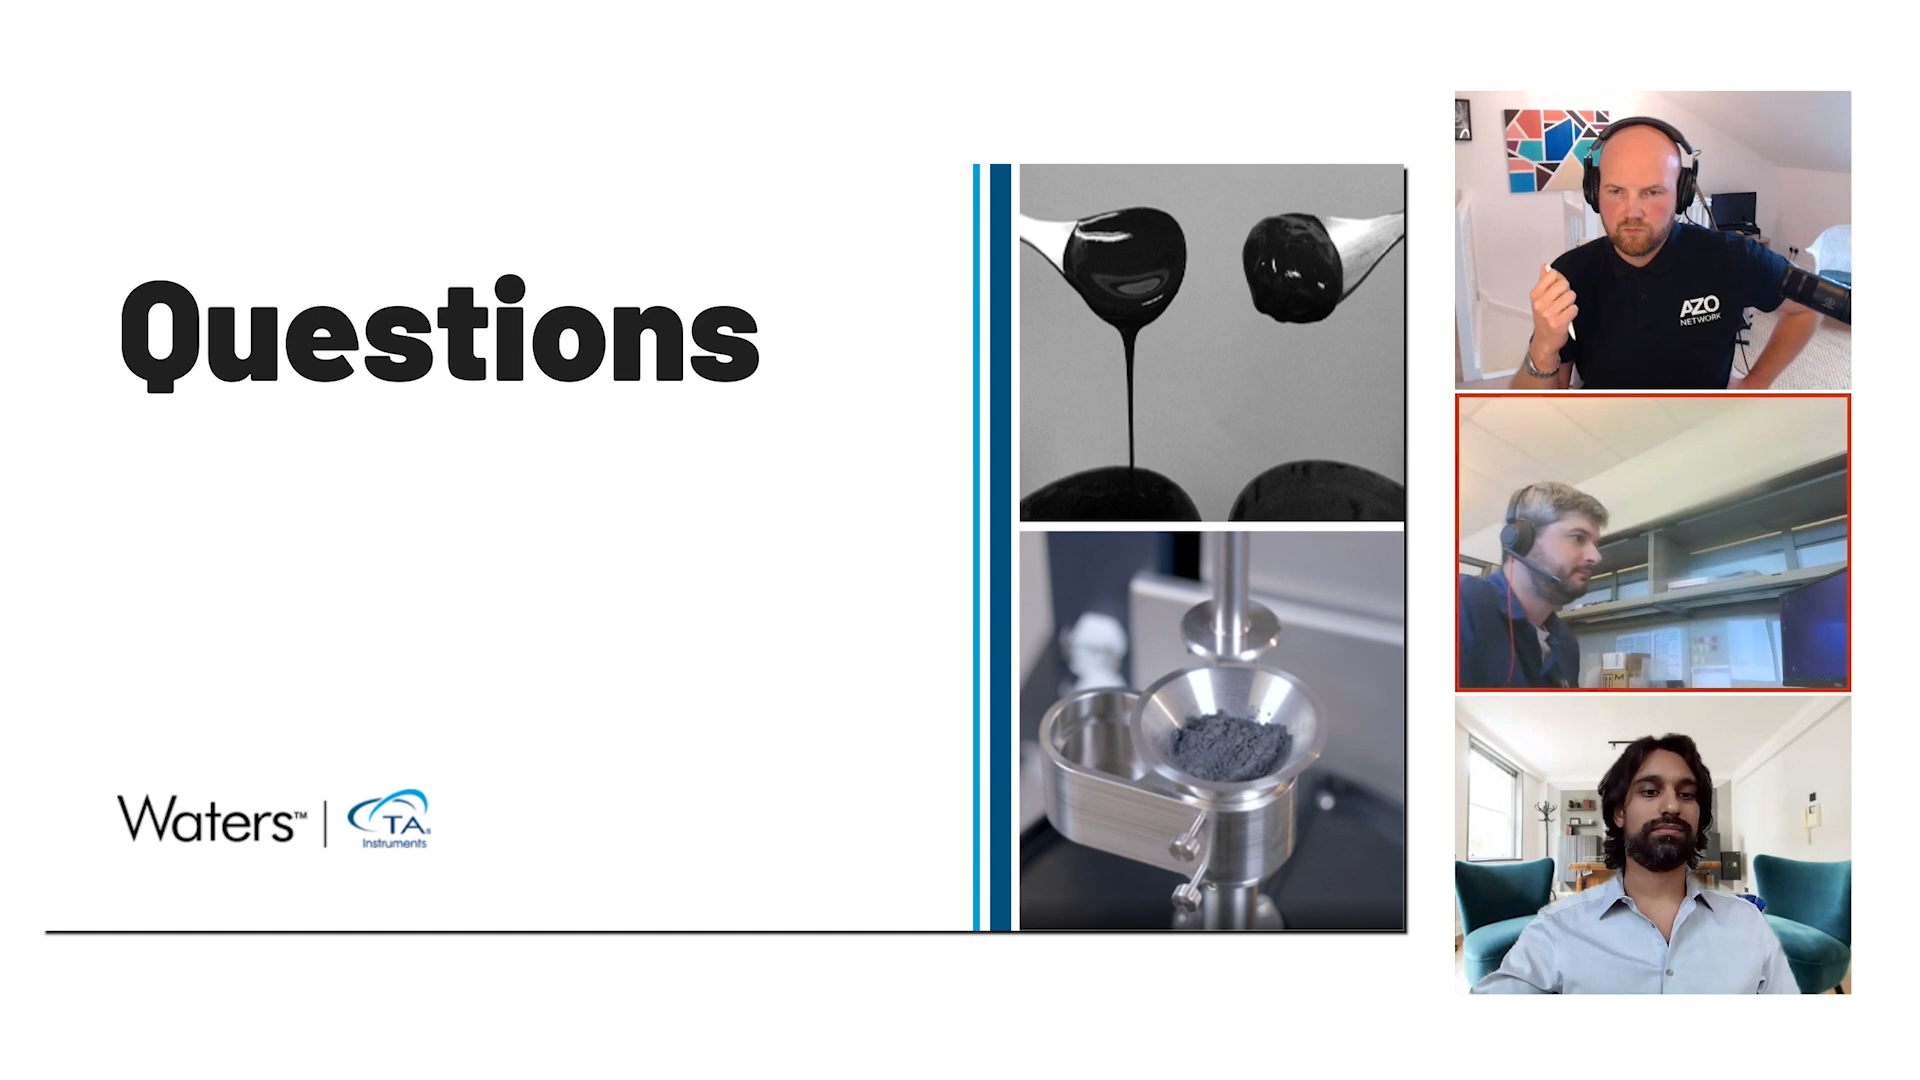 Questions
Waters™
TA
Instruments
AZO
NETWORK